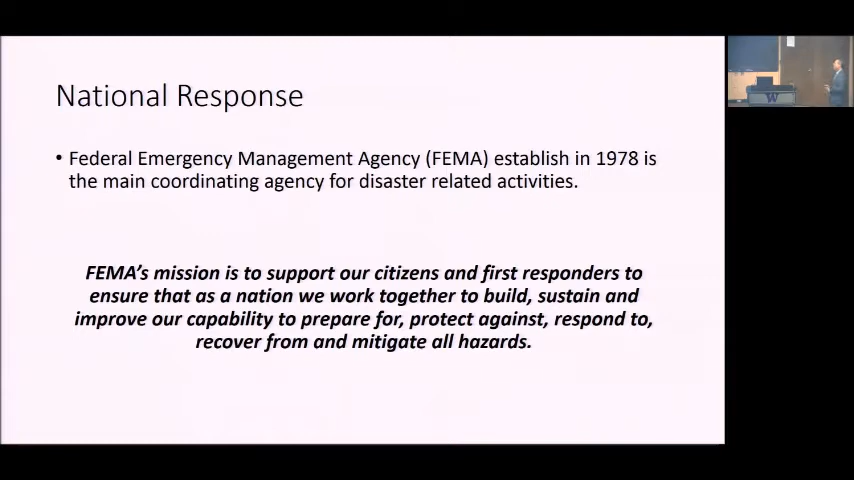 National Response
• Federal Emergency Management Agency (FEMA) establish in 1978 is
the main coordinating agency for disaster related activities.
FEMA's mission is to support our citizens and first responders to
ensure that as a nation we work together to build, sustain and
improve our capability to prepare for, protect against, respond to,
recover from and mitigate all hazards.
W